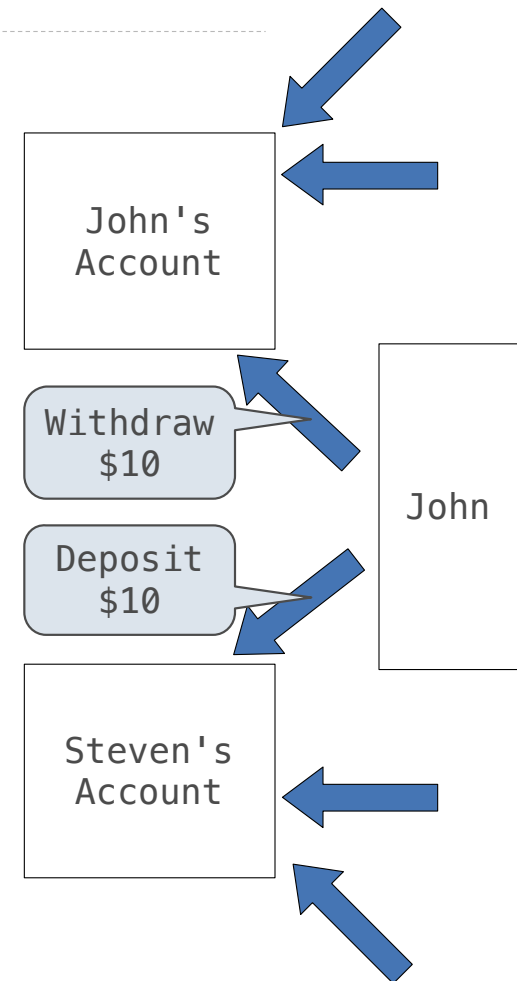 John's
Account
Withdraw
$10
John
Deposit
$10
Steven's
Account